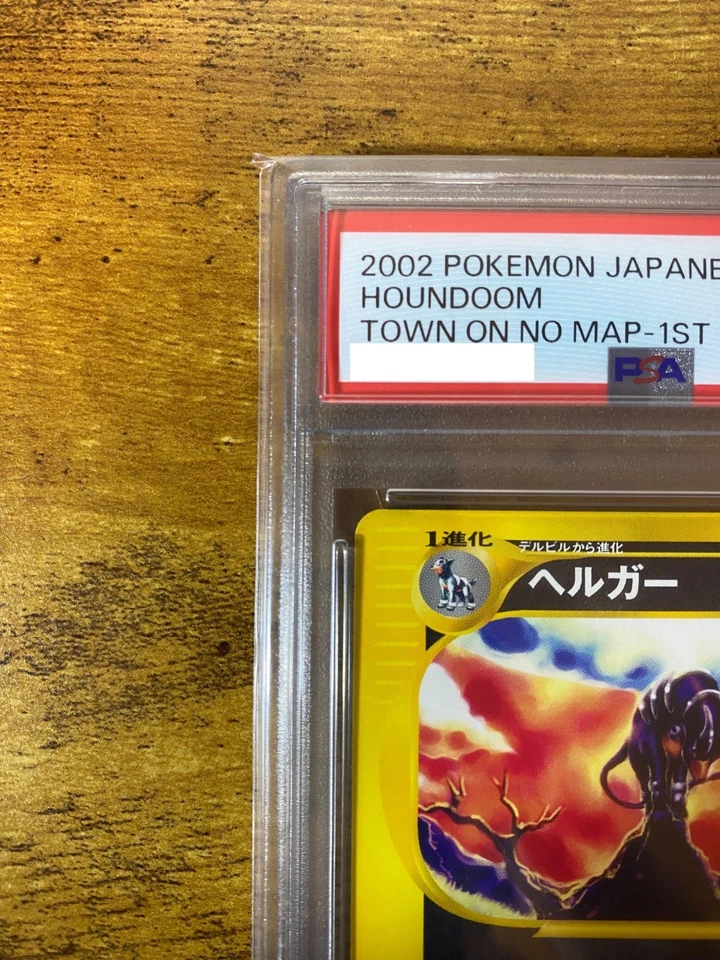 2002 POKEMON JAPANE
HOUNDOOM
TOWN ON NO MAP-1ST
PSA
1進化
デルビルから進化
ヘルガー